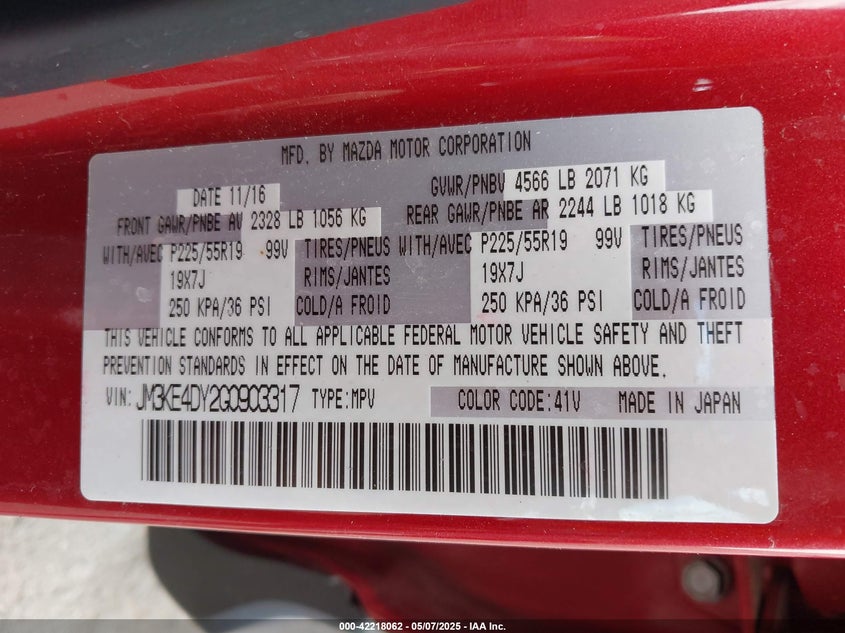 MFD. BY MAZDA MOTOR CORPORATION
DATE 11/16 GVWR/PNBV 4566 LB 2071 KG
FRONT GAWR/PNBE AV 2328 LB 1056 KG REAR GAWR/PNBE AR 2244 LB 1018 KG
WITH/AVEC P225/55R19 99V TIRES/PNEUS WITH/AVEC P225/55R19 99V TIRES/PNEUS
19X7J RIMS/JANTES 19X7J RIMS/JANTES
250 KPA/36 PSI COLD/A FROID 250 KPA/36 PSI COLD/A FROID
THIS VEHICLE CONFORMS TO ALL APPLICABLE FEDERAL MOTOR VEHICLE SAFETY AND THEFT
PREVENTION STANDARDS IN EFFECT ON THE DATE OF MANUFACTURE SHOWN ABOVE.
VIN: JM3KE4DY2G0903317 TYPE:MPV COLOR CODE:41V MADE IN JAPAN
000-42218062 - 05/07/2025 - IAA Inc.